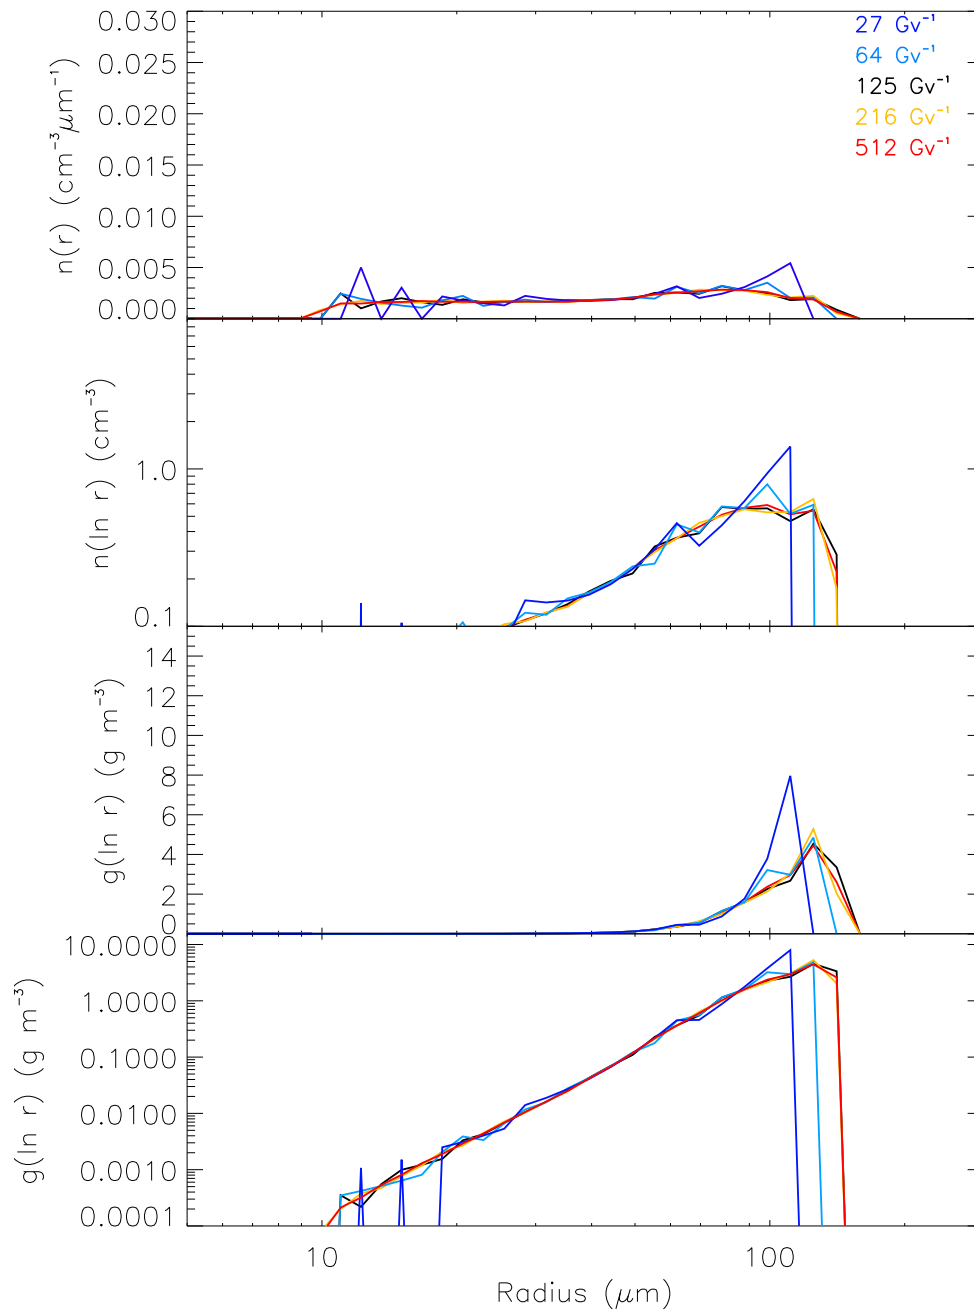 0.030
0.025
0.020
0.015
0.010
0.005
0.000
n(r) (cm⁻³μm⁻¹)
27 Gv⁻¹
64 Gv⁻¹
125 Gv⁻¹
216 Gv⁻¹
512 Gv⁻¹
1.0
0.1
n(ln r) (cm⁻³)
14
12
10
8
6
4
2
0
g(ln r) (g m⁻³)
10.0000
1.0000
0.1000
0.0100
0.0010
0.0001
g(ln r) (g m⁻³)
10 100
Radius (μm)